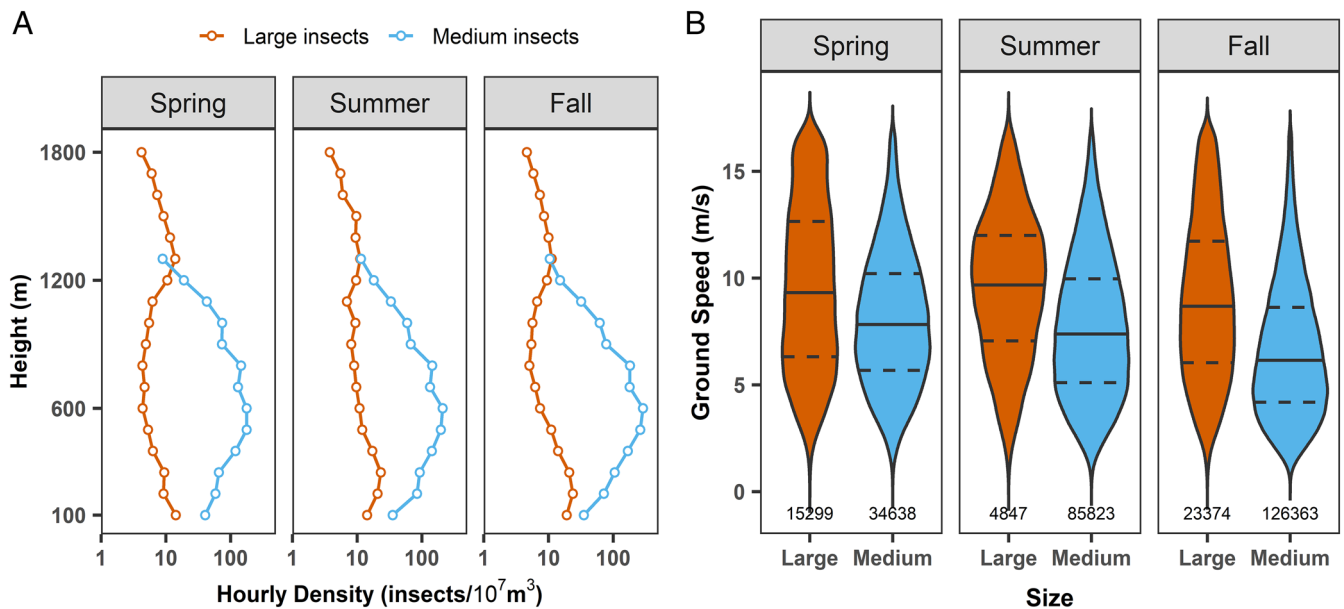 A
Large insects Medium insects
Spring Summer Fall
1800
1200
600
100
Height (m)
1 10 100 1 10 100 1 10 100
Hourly Density (insects/10⁷m³)
B
Spring Summer Fall
15
10
5
0
Ground Speed (m/s)
15299 34638 4847 85823 23374 126363
Large Medium Large Medium Large Medium
Size